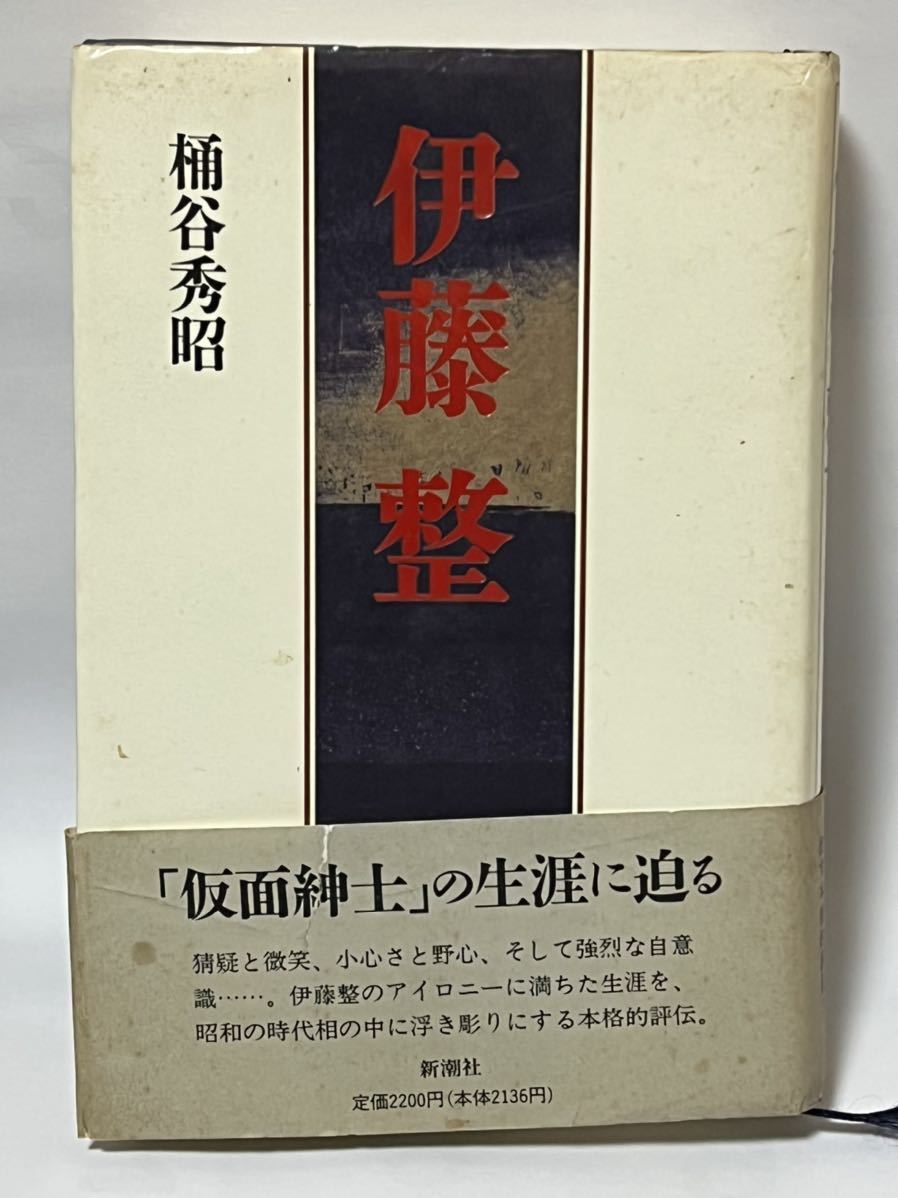 伊藤整
桶谷秀昭
「仮面紳士」の生涯に迫る
猜疑と微笑、小心さと野心、そして強烈な自意
識……。伊藤整のアイロニーに満ちた生涯を、
昭和の時代相の中に浮き彫りにする本格的評伝。
新潮社
定価2200円(本体2136円)